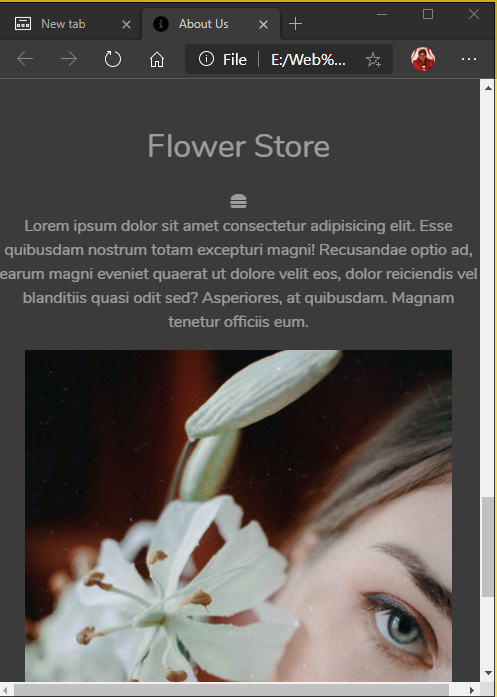 New tab
About Us
File
E:/Web%...
Flower Store
Lorem ipsum dolor sit amet consectetur adipisicing elit. Esse
quibusdam nostrum totam excepturi magni! Recusandae optio ad,
earum magni eveniet quaerat ut dolore velit eos, dolor reiciendis vel
blanditiis quasi odit sed? Asperiores, at quibusdam. Magnam
tenetur officiis eum.